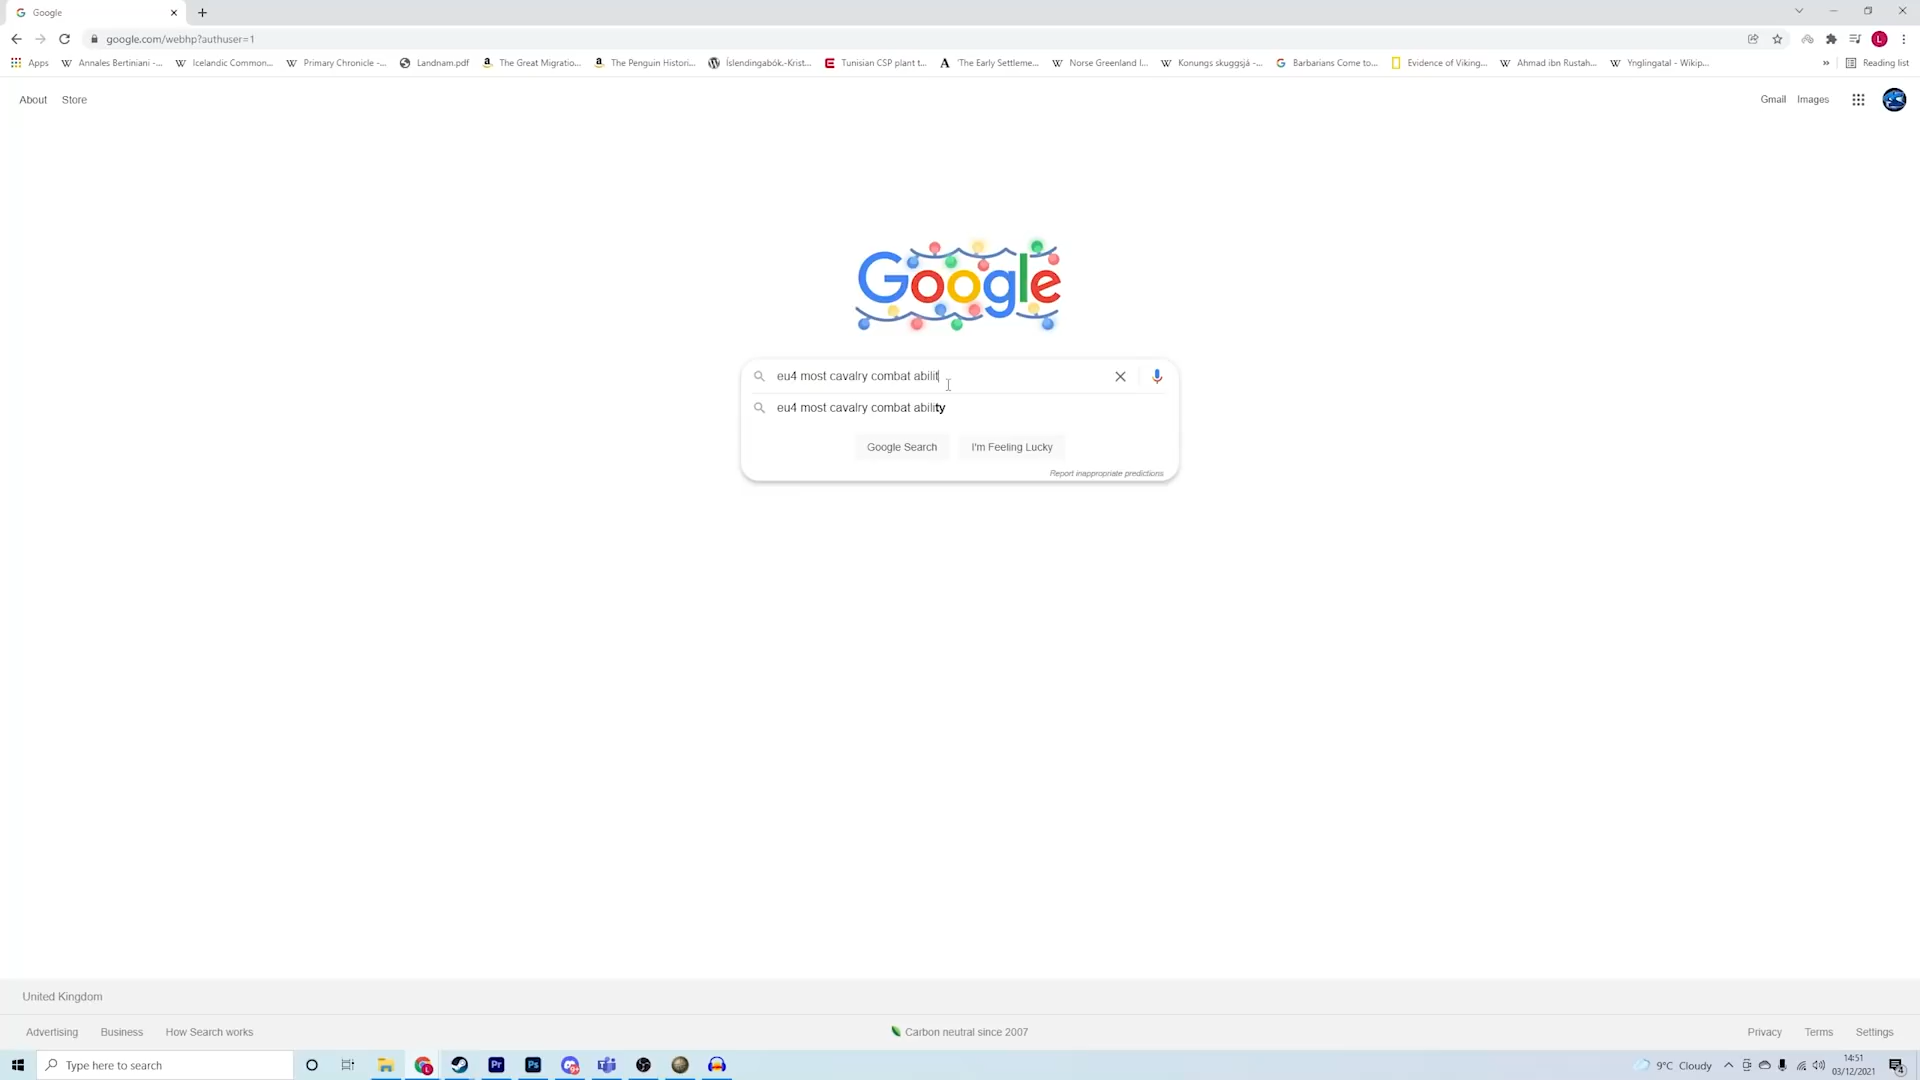 Google
google.com/webhp?authuser=1
Apps
Annales Bertiniani -...
Icelandic Common...
Primary Chronicle -...
Landnam.pdf
The Great Migratio...
The Penguin Histori...
Íslendingabók.-Krist...
Tunisian CSP plant t...
'The Early Settleme...
Norse Greenland I...
Konungs skuggsjá -...
Barbarians Come to...
Evidence of Viking...
Ahmad ibn Rustah...
Ynglingatal - Wikip...
»
Reading list
About Store
Gmail Images
Google
eu4 most cavalry combat abilit
eu4 most cavalry combat ability
Google Search I'm Feeling Lucky
Report inappropriate predictions
United Kingdom
Advertising Business How Search works
Carbon neutral since 2007
Privacy Terms Settings
Type here to search
Pr
Ps
9°C Cloudy
14:51
03/12/2021
4